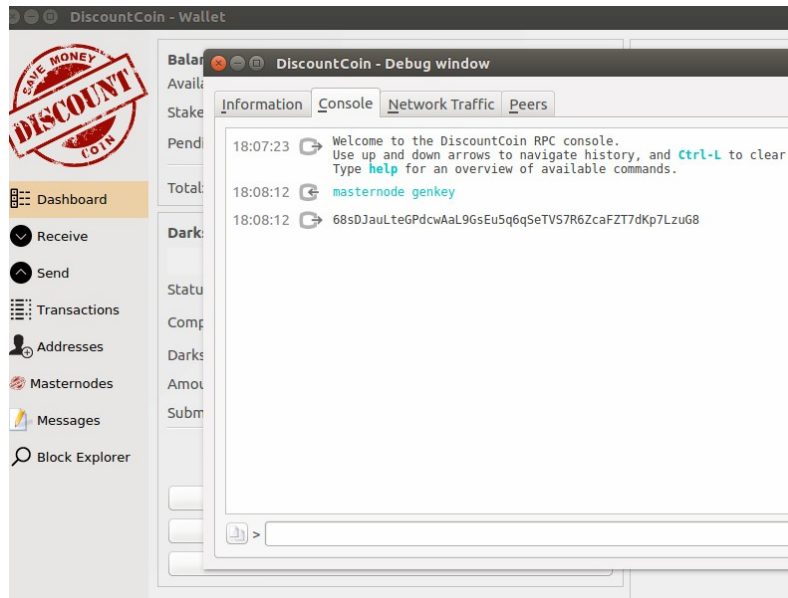 DiscountCoin - Wallet
SAVE MONEY
DISCOUNT
COIN
Dashboard
Receive
Send
Transactions
Addresses
Masternodes
Messages
Block Explorer
Balan
Availa
Stake
Pendi
Total:
Darks
Statu
Comp
Darks
Amou
Subm
DiscountCoin - Debug window
Information Console Network Traffic Peers
18:07:23 Welcome to the DiscountCoin RPC console.
Use up and down arrows to navigate history, and Ctrl-L to clear
Type help for an overview of available commands.
18:08:12 masternode genkey
18:08:12 68sDJauLteGPdcwAaL9GsEu5q6qSeTVS7R6ZcaFZT7dKp7LzuG8
>